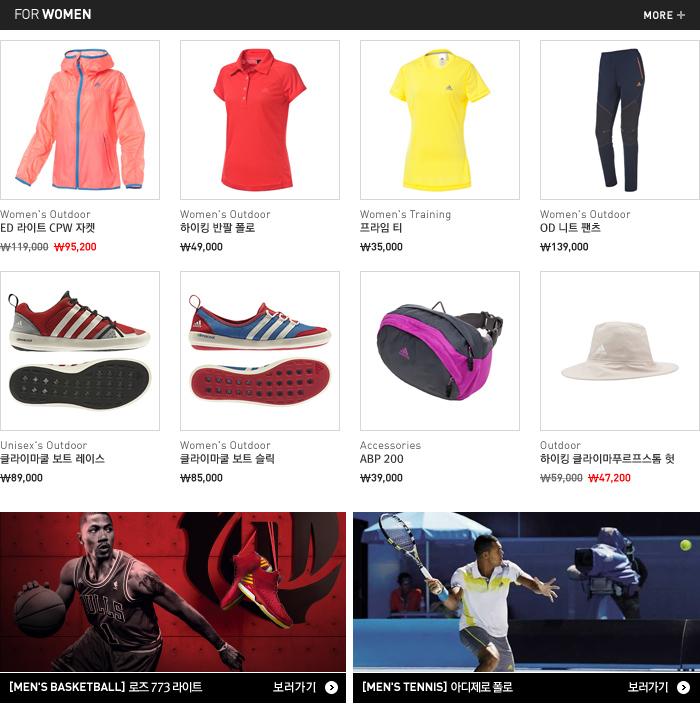 FOR WOMEN
MORE +
Women's Outdoor
ED 라이트 CPW 자켓
₩119,000 ₩95,200
Women's Outdoor
하이킹 반팔 폴로
₩49,000
Women's Training
프라임 티
₩35,000
Women's Outdoor
OD 니트 팬츠
₩139,000
Unisex's Outdoor
클라이마쿨 보트 레이스
₩89,000
Women's Outdoor
클라이마쿨 보트 슬릭
₩85,000
Accessories
ABP 200
₩39,000
Outdoor
하이킹 클라이마푸르프스톰 헛
₩59,000 ₩47,200
BULLS
1
[MEN'S BASKETBALL] 로즈 773 라이트
보러가기
[MEN'S TENNIS] 아디제로 폴로
보러가기